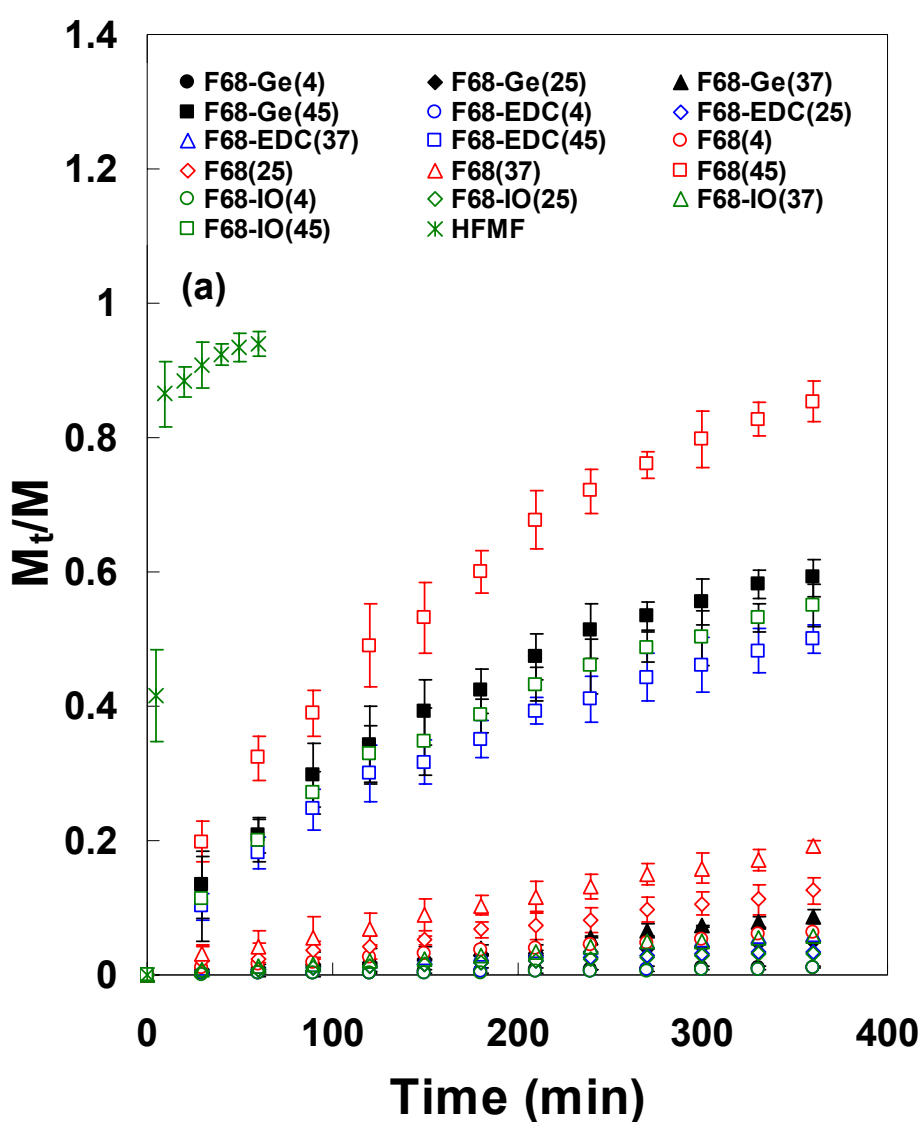 1.4
F68-Ge(4) F68-Ge(25) F68-Ge(37)
F68-Ge(45) F68-EDC(4) F68-EDC(25)
F68-EDC(37) F68-EDC(45) F68(4)
F68(25) F68(37) F68(45)
F68-IO(4) F68-IO(25) F68-IO(37)
F68-IO(45) HFMF
1.2
(a)
1
0.8
Mt/M
0.6
0.4
0.2
0
0 100 200 300 400
Time (min)